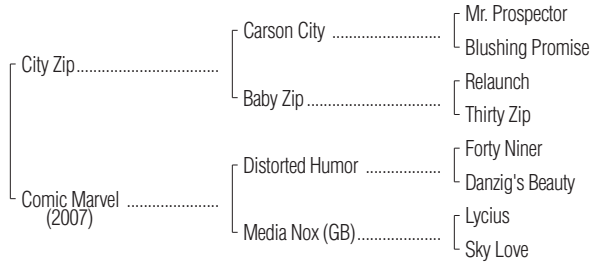 Mr. Prospector
Carson City ....................
Blushing Promise
City Zip..........................
Relaunch
Baby Zip.........................
Thirty Zip
Forty Niner
Distorted Humor ..............
Danzig's Beauty
Comic Marvel .................
(2007)
Lycius
Media Nox (GB)...............
Sky Love